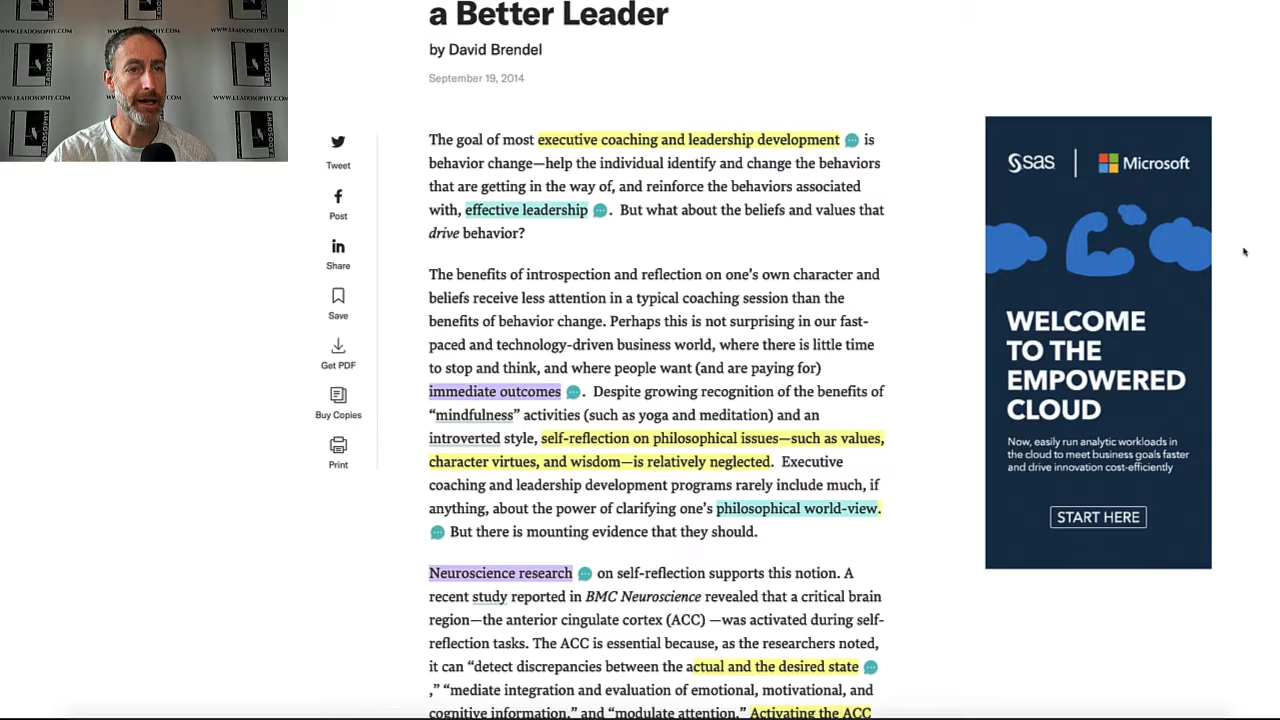 a Better Leader
by David Brendel
September 19, 2014
WWW.LEADOSOPHY.COM
LEADOSOPHY
Tweet
Post
Share
Save
Get PDF
Buy Copies
Print
The goal of most executive coaching and leadership development is
behavior change—help the individual identify and change the behaviors
that are getting in the way of, and reinforce the behaviors associated
with, effective leadership . But what about the beliefs and values that
drive behavior?
The benefits of introspection and reflection on one’s own character and
beliefs receive less attention in a typical coaching session than the
benefits of behavior change. Perhaps this is not surprising in our fast-
paced and technology-driven business world, where there is little time
to stop and think, and where people want (and are paying for)
immediate outcomes . Despite growing recognition of the benefits of
“mindfulness” activities (such as yoga and meditation) and an
introverted style, self-reflection on philosophical issues—such as values,
character virtues, and wisdom—is relatively neglected. Executive
coaching and leadership development programs rarely include much, if
anything, about the power of clarifying one’s philosophical world-view.
But there is mounting evidence that they should.
Neuroscience research on self-reflection supports this notion. A
recent study reported in BMC Neuroscience revealed that a critical brain
region—the anterior cingulate cortex (ACC) —was activated during self-
reflection tasks. The ACC is essential because, as the researchers noted,
it can “detect discrepancies between the actual and the desired state
,” “mediate integration and evaluation of emotional, motivational, and
cognitive information,” and “modulate attention.” Activating the ACC
sas | Microsoft
WELCOME
TO THE
EMPOWERED
CLOUD
Now, easily run analytic workloads in
the cloud to meet business goals faster
and drive innovation cost-efficiently
START HERE